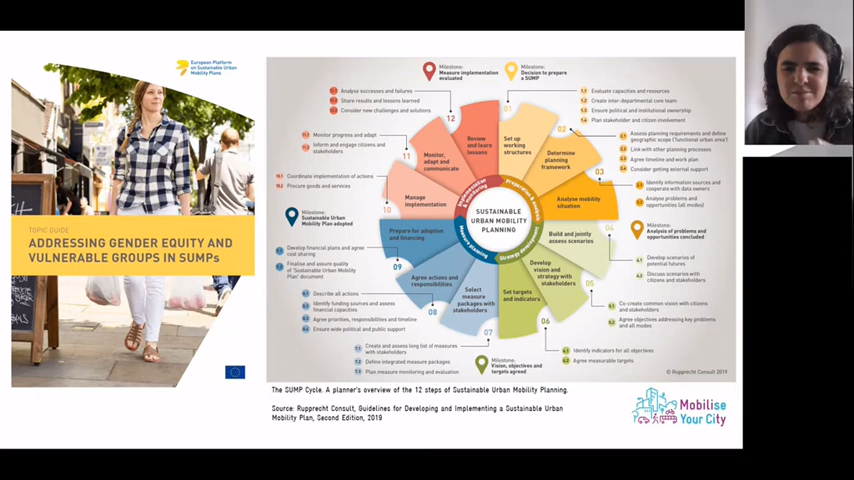 European Platform
on Sustainable Urban
Mobility Plans
TOPIC GUIDE
ADDRESSING GENDER EQUITY AND
VULNERABLE GROUPS IN SUMPs
Milestone:
Measure implementation
evaluated
Milestone:
Decision to prepare
a SUMP
12.1 Analyse successes and failures
12.2 Share results and lessons learned
12.3 Consider new challenges and solutions
12
01
1.1 Evaluate capacities and resources
1.2 Create inter-departmental core team
1.3 Ensure political and institutional ownership
1.4 Plan stakeholder and citizen involvement
11.1 Monitor progress and adapt
11.2 Inform and engage citizens and
stakeholders
11
02
2.1 Assess planning requirements and define
geographic scope ('Functional urban area')
2.2 Link with other planning processes
2.3 Agree timeline and work plan
2.4 Consider getting external support
10.1 Coordinate implementation of actions
10.2 Procure goods and services
10
03
3.1 Identify information sources and
cooperate with data owners
3.2 Analyse problems and
opportunities (all modes)
Review
and learn
lessons
Set up
working
structures
Monitor,
adapt and
communicate
Determine
planning
framework
Manage
implementation
Analyse mobility
situation
Implementation
& monitoring
Preparation & analysis
SUSTAINABLE
URBAN MOBILITY
PLANNING
Measure planning
Strategy development
Milestone:
Sustainable Urban
Mobility Plan adopted
Milestone:
Analysis of problems and
opportunities concluded
Prepare for adoption
and financing
Build and jointly
assess scenarios
Agree actions and
responsibilities
Develop
vision and
strategy with
stakeholders
Select
measure
packages with
stakeholders
Set targets
and indicators
09
9.1 Develop financial plans and agree
cost sharing
9.2 Finalise and assure quality
of 'Sustainable Urban Mobility
Plan' document
04
4.1 Develop scenarios of
potential futures
4.2 Discuss scenarios with
citizens and stakeholders
08
8.1 Describe all actions
8.2 Identify funding sources and assess
financial capacities
8.3 Agree priorities, responsibilities and timeline
8.4 Ensure wide political and public support
05
5.1 Co-create common vision with citizens
and stakeholders
5.2 Agree objectives addressing key problems
and all modes
07
7.1 Create and assess long list of measures
with stakeholders
7.2 Define integrated measure packages
7.3 Plan measure monitoring and evaluation
06
6.1 Identify indicators for all objectives
6.2 Agree measurable targets
Milestone:
Vision, objectives and
targets agreed
© Rupprecht Consult 2019
The SUMP Cycle. A planner's overview of the 12 steps of Sustainable Urban Mobility Planning.
Source: Rupprecht Consult, Guidelines for Developing and Implementing a Sustainable Urban
Mobility Plan, Second Edition, 2019
Mobilise
Your City